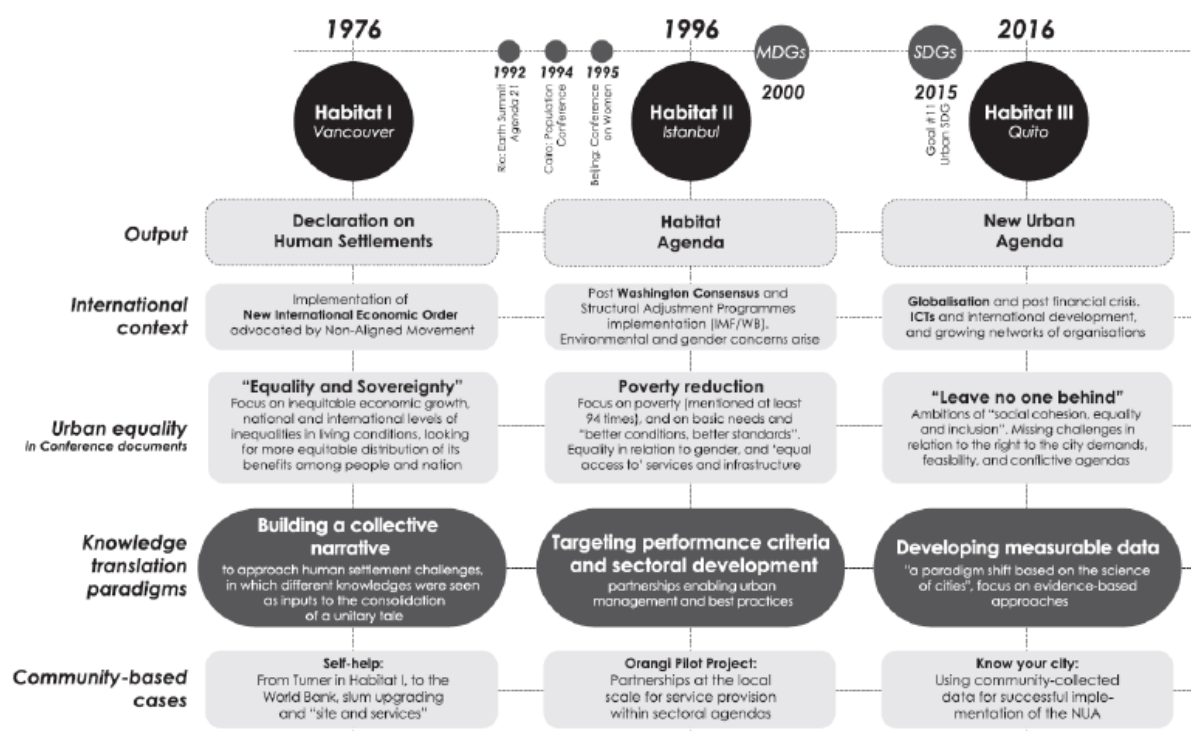 1976
1996
2016
MDGs
SDGs
1992
1994
1995
2000
2015
Rio: Earth Summit
Agenda 21
Cairo: Population
Conference
Beijing: Conference
on Women
Goal #11
Urban SDG
Habitat I
Vancouver
Habitat II
Istanbul
Habitat III
Quito
Output
Declaration on
Human Settlements
Habitat
Agenda
New Urban
Agenda
International
context
Implementation of
New International Economic Order
advocated by Non-Aligned Movement
Post Washington Consensus and
Structural Adjustment Programmes
implementation (IMF/WB).
Environmental and gender concerns arise
Globalisation and post financial crisis.
ICTs and international development,
and growing networks of organisations
Urban equality
in Conference documents
“Equality and Sovereignty”
Focus on inequitable economic growth,
national and international levels of
inequalities in living conditions, looking
for more equitable distribution of its
benefits among people and nation
Poverty reduction
Focus on poverty (mentioned at least
94 times), and on basic needs and
“better conditions, better standards”.
Equality in relation to gender, and ‘equal
access to’ services and infrastructure
“Leave no one behind”
Ambitions of “social cohesion, equality
and inclusion”. Missing challenges in
relation to the right to the city demands,
feasibility, and conflictive agendas
Knowledge
translation
paradigms
Building a collective
narrative
to approach human settlement challenges,
in which different knowledges were seen
as inputs to the consolidation
of a unitary tale
Targeting performance criteria
and sectoral development
partnerships enabling urban
management and best practices
Developing measurable data
"a paradigm shift based on the science
of cities", focus on evidence-based
approaches
Community-based
cases
Self-help:
From Turner in Habitat I, to the
World Bank, slum upgrading
and “site and services”
Orangi Pilot Project:
Partnerships at the local
scale for service provision
within sectoral agendas
Know your city:
Using community-collected
data for successful imple-
mentation of the NUA